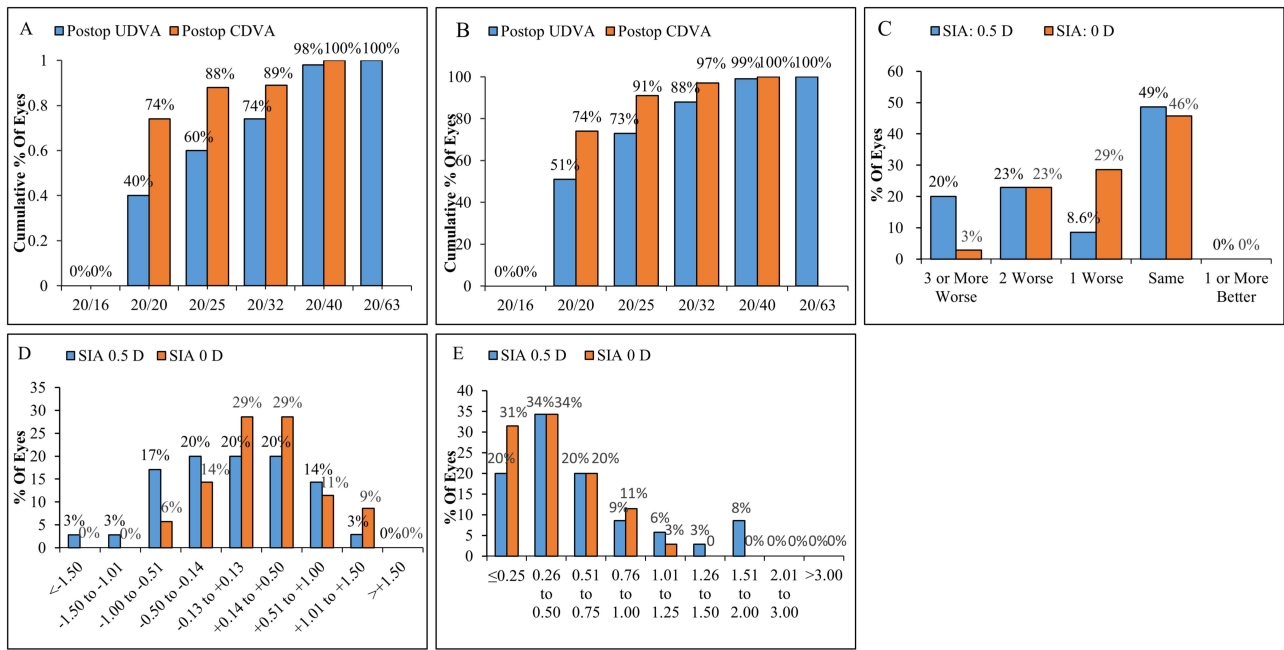 A
Postop UDVA Postop CDVA
Cumulative % Of Eyes
1
0.8
0.6
0.4
0.2
0
0% 0% 40% 74% 60% 88% 74% 89% 98% 100% 100%
20/16 20/20 20/25 20/32 20/40 20/63
B
Postop UDVA Postop CDVA
Cumulative % Of Eyes
100
80
60
40
20
0
0% 0% 51% 74% 73% 91% 88% 97% 99% 100% 100%
20/16 20/20 20/25 20/32 20/40 20/63
C
SIA: 0.5 D SIA: 0 D
% Of Eyes
60
50
40
30
20
10
0
20% 3% 23% 23% 8.6% 29% 49% 46% 0% 0%
3 or More Worse
2 Worse
1 Worse
Same
1 or More Better
D
SIA 0.5 D SIA 0 D
% Of Eyes
35
30
25
20
15
10
5
0
3% 0% 3% 0% 17% 6% 20% 14% 20% 29% 20% 29% 14% 11% 3% 9% 0% 0%
<-1.50
-1.50 to -1.01
-1.00 to -0.51
-0.50 to -0.14
-0.13 to +0.13
+0.14 to +0.50
+0.51 to +1.00
+1.01 to +1.50
>+1.50
E
SIA 0.5 D SIA 0 D
% Of Eyes
40
35
30
25
20
15
10
5
0
20% 31% 34% 34% 20% 20% 9% 11% 6% 3% 3% 0 8% 0% 0% 0% 0% 0%
≤0.25
0.26 to 0.50
0.51 to 0.75
0.76 to 1.00
1.01 to 1.25
1.26 to 1.50
1.51 to 2.00
2.01 to 3.00
>3.00